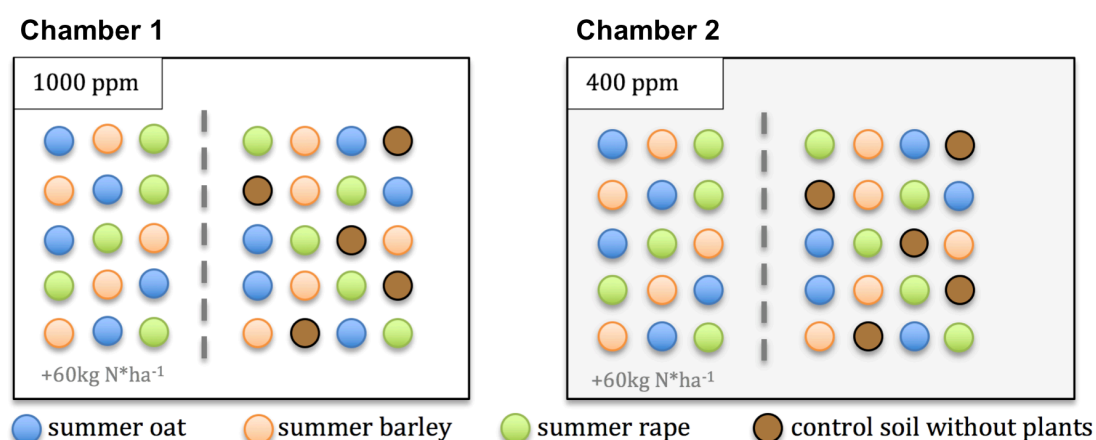 Chamber 1
1000 ppm
+60kg N*ha-1
Chamber 2
400 ppm
+60kg N*ha-1
summer oat
summer barley
summer rape
control soil without plants